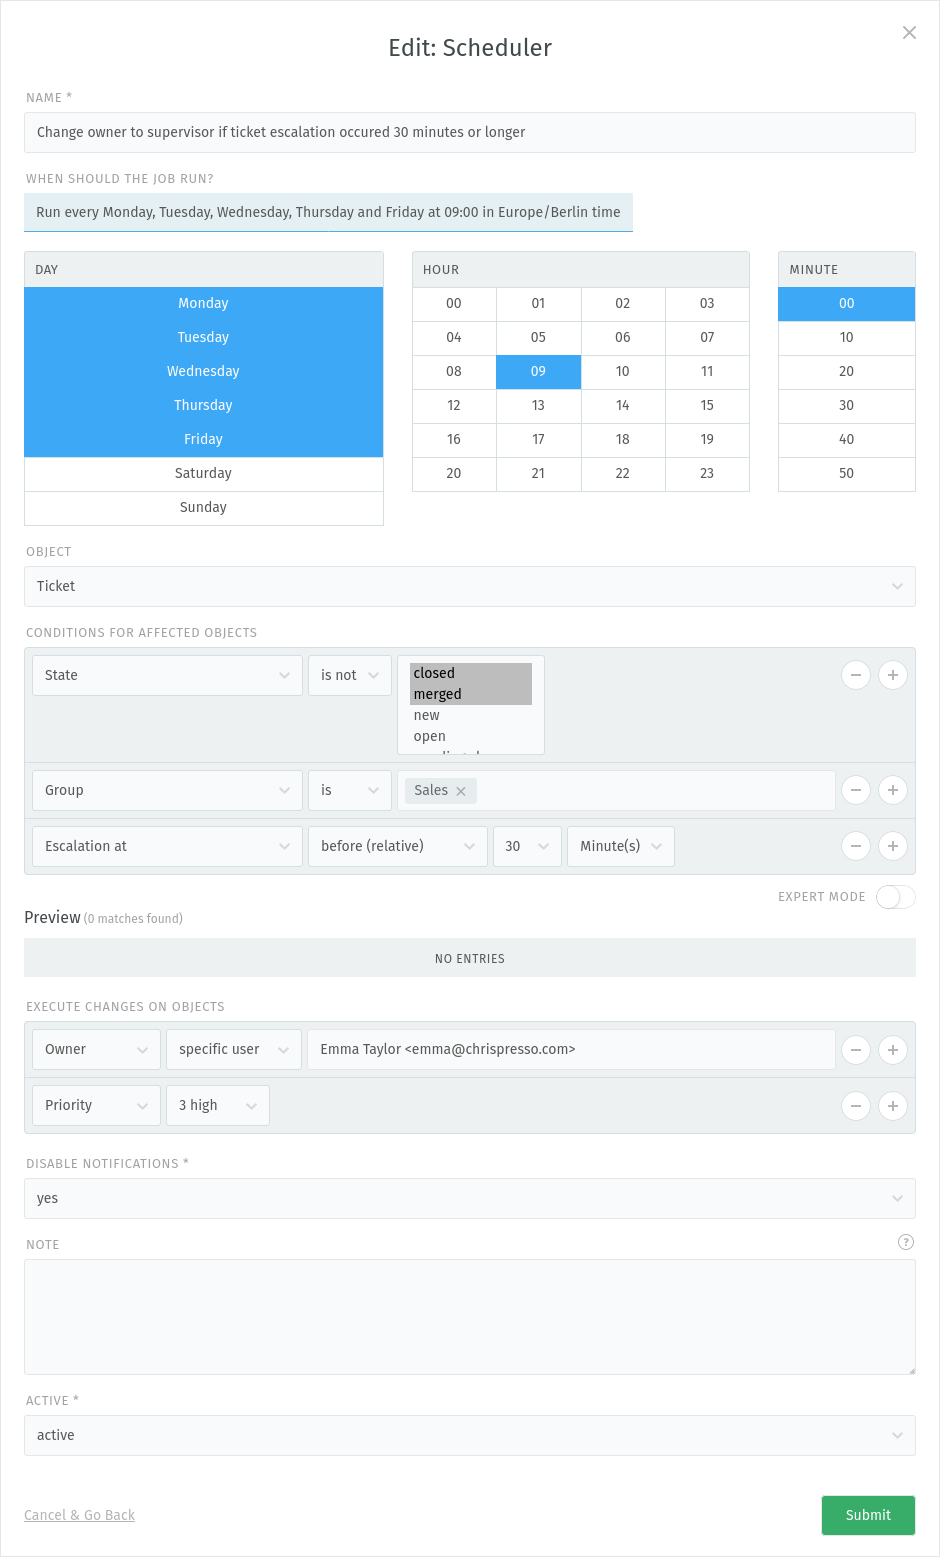 Edit: Scheduler
NAME *
Change owner to supervisor if ticket escalation occured 30 minutes or longer
WHEN SHOULD THE JOB RUN?
Run every Monday, Tuesday, Wednesday, Thursday and Friday at 09:00 in Europe/Berlin time
DAY
Monday
Tuesday
Wednesday
Thursday
Friday
Saturday
Sunday
HOUR
00 01 02 03
04 05 06 07
08 09 10 11
12 13 14 15
16 17 18 19
20 21 22 23
MINUTE
00
10
20
30
40
50
OBJECT
Ticket
CONDITIONS FOR AFFECTED OBJECTS
State is not closed
merged
new
open
Group is Sales
Escalation at before (relative) 30 Minute(s)
EXPERT MODE
Preview (0 matches found)
NO ENTRIES
EXECUTE CHANGES ON OBJECTS
Owner specific user Emma Taylor <emma@chrispresso.com>
Priority 3 high
DISABLE NOTIFICATIONS *
yes
NOTE ?
ACTIVE *
active
Cancel & Go Back Submit